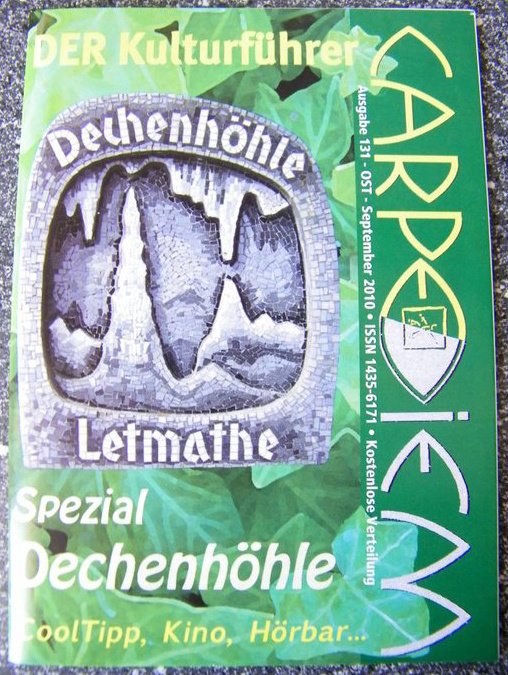 DER Kulturführer
CARPE DIEM
Ausgabe 131 - OST - September 2010 • ISSN 1435-6171 • Kostenlose Verteilung
Dechenhöhle
Letmathe
Spezial
Dechenhöhle
CoolTipp, Kino, Hörbar...